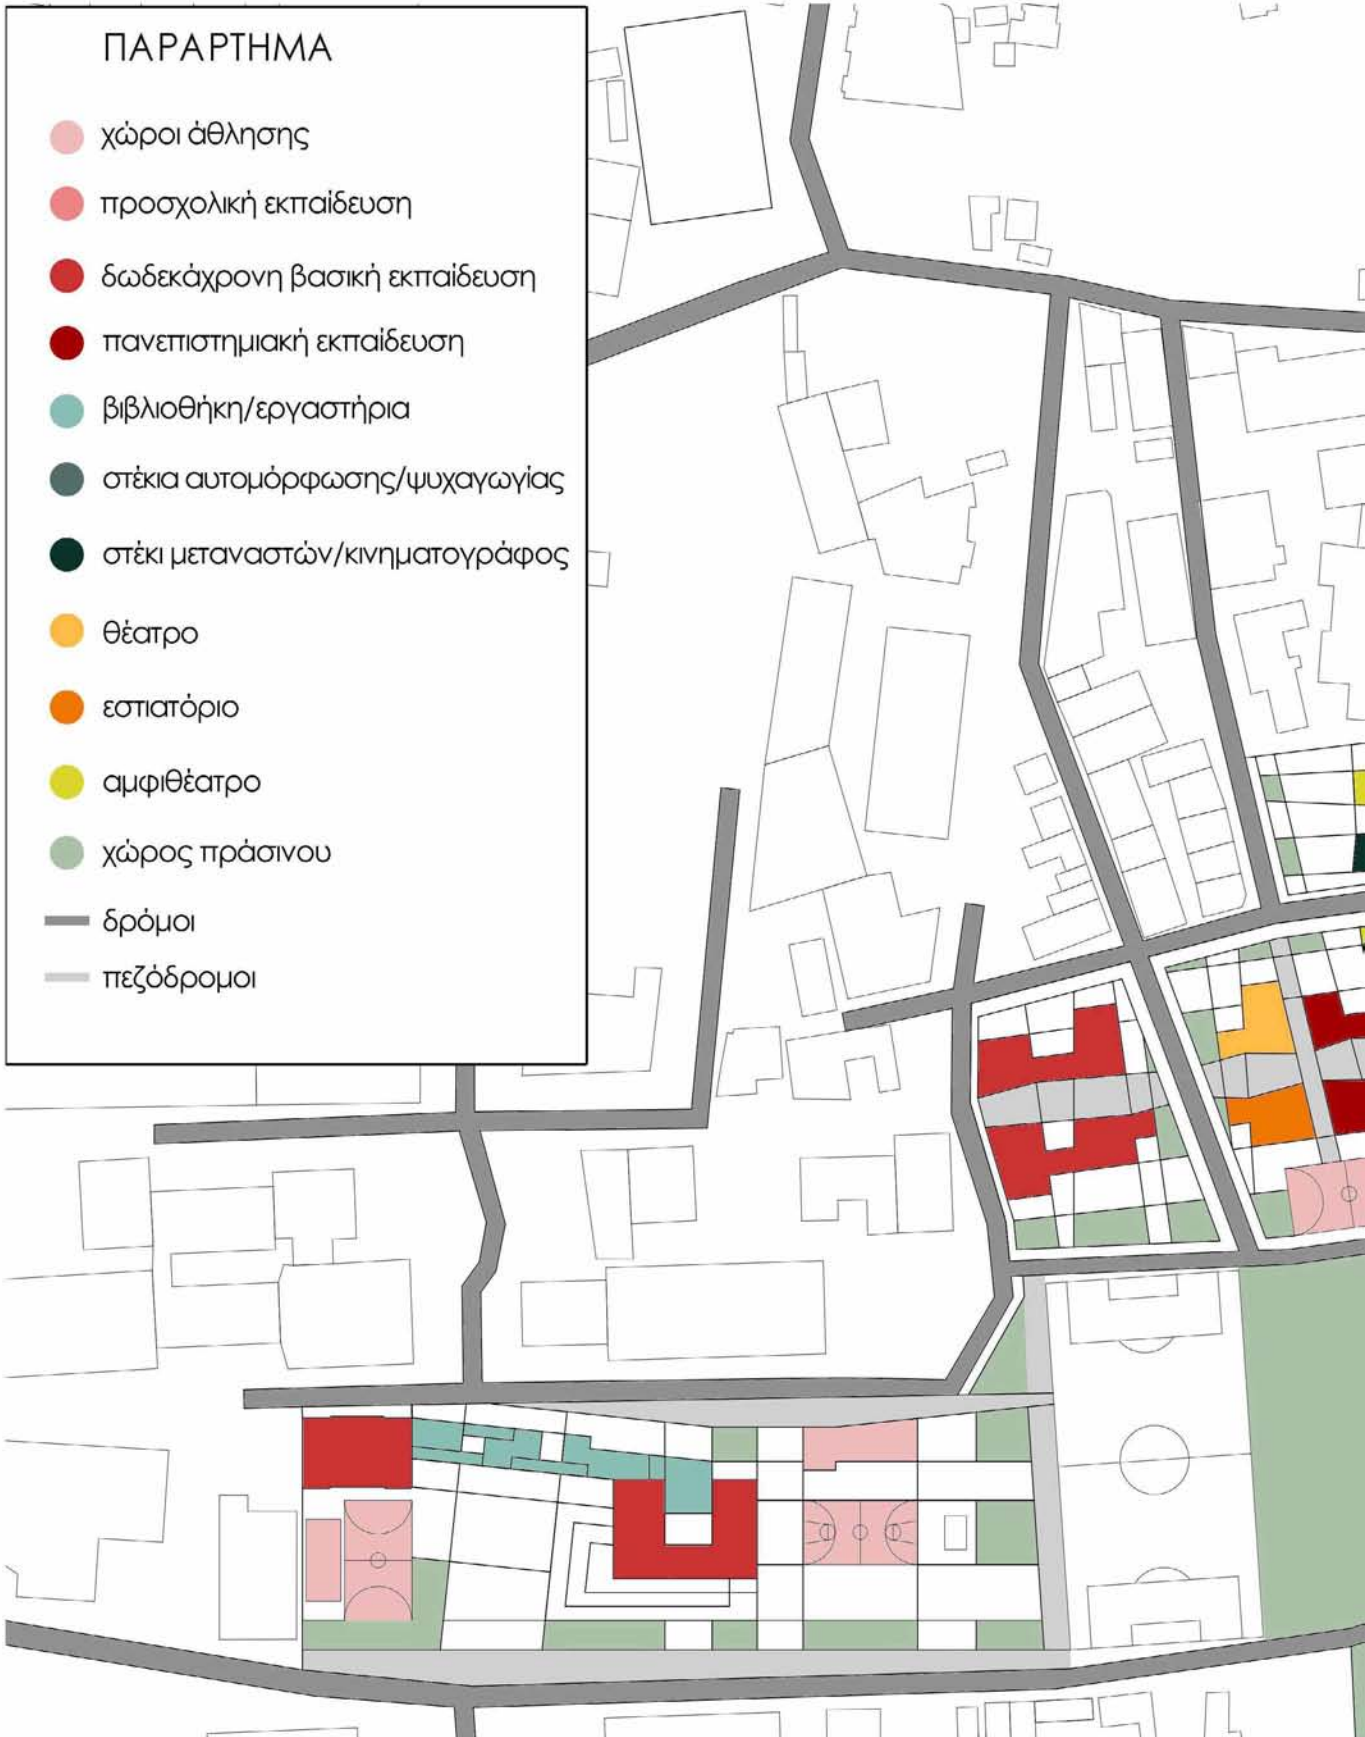 ΠΑΡΑΡΤΗΜΑ
χώροι άθλησης
προσχολική εκπαίδευση
δωδεκάχρονη βασική εκπαίδευση
πανεπιστημιακή εκπαίδευση
βιβλιοθήκη/εργαστήρια
στέκια αυτομόρφωσης/ψυχαγωγίας
στέκι μεταναστών/κινηματογράφος
θέατρο
εστιατόριο
αμφιθέατρο
χώρος πράσινου
δρόμοι
πεζόδρομοι